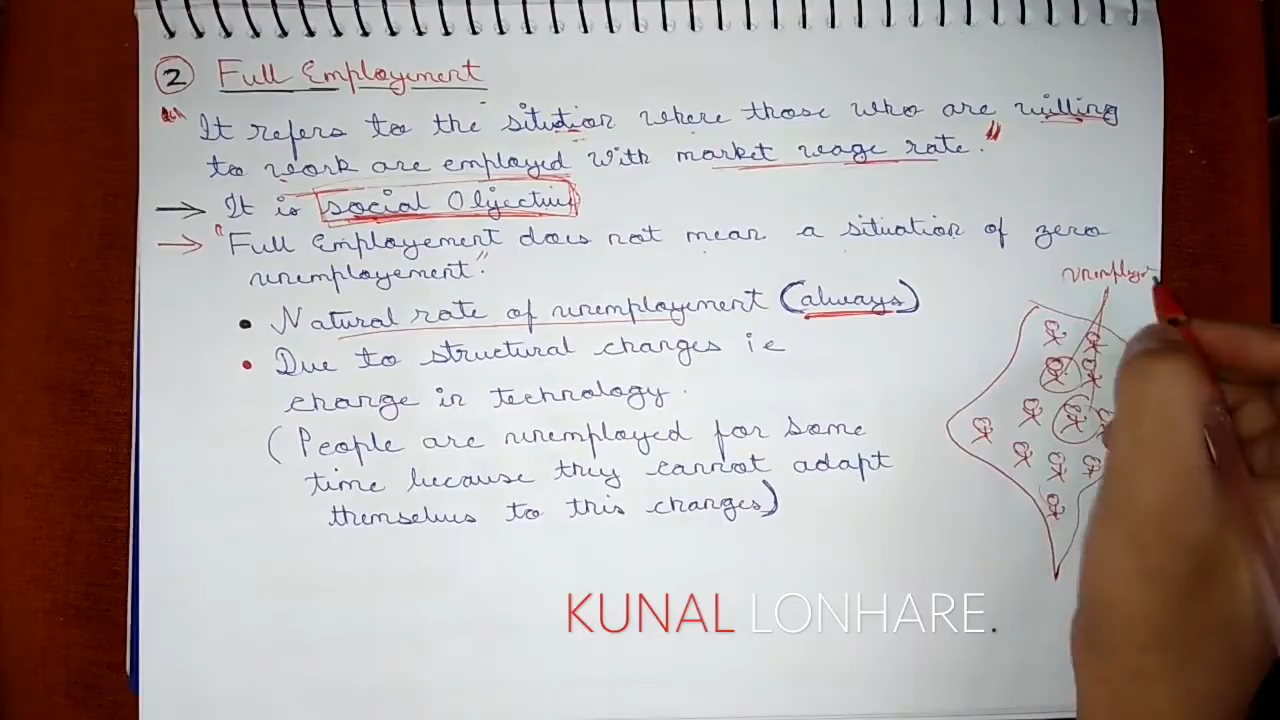 2 Full Employement
"It refers to the situation where those who are willing
to work are employed with market wage rate."
→ It is social Objective
→ "Full Employement does not mean a situation of zero
unemployement"
• Natural rate of unemployement (always)
• Due to structural changes ie
change in technology.
(People are unemployed for some
time because they cannot adapt
themselves to this changes)
KUNAL LONHARE.